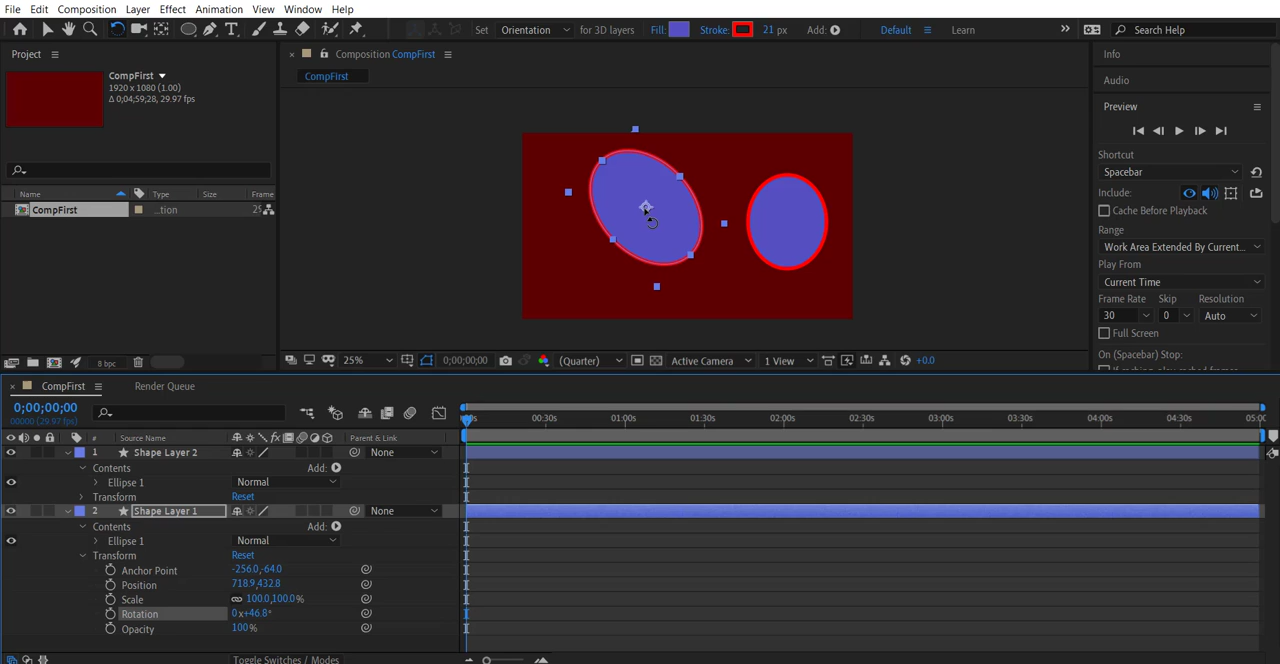 File Edit Composition Layer Effect Animation View Window Help
Set Orientation for 3D layers Fill: Stroke: 21 px Add: Default Learn Search Help
Project
CompFirst
1920 x 1080 (1.00)
Δ 0;04;59;28, 29.97 fps
Name Type Size Frame
CompFirst ...tion
8 bpc
× Composition CompFirst
CompFirst
25% 0;00;00;00 (Quarter) Active Camera 1 View +0.0
Info
Audio
Preview
Shortcut
Spacebar
Include:
Cache Before Playback
Range
Work Area Extended By Current...
Play From
Current Time
Frame Rate Skip Resolution
30 0 Auto
Full Screen
On (Spacebar) Stop:
× CompFirst Render Queue
0;00;00;00
00000 (29.97 fps)
00:30s 01:00s 01:30s 02:00s 02:30s 03:00s 03:30s 04:00s 04:30s
# Source Name Parent & Link
1 Shape Layer 2 None
Contents Add:
Ellipse 1 Normal
Transform Reset
2 Shape Layer 1 None
Contents Add:
Ellipse 1 Normal
Transform Reset
Anchor Point -256.0,-64.0
Position 718.9,432.8
Scale 100.0,100.0%
Rotation 0x+46.8°
Opacity 100%
Toggle Switches / Modes